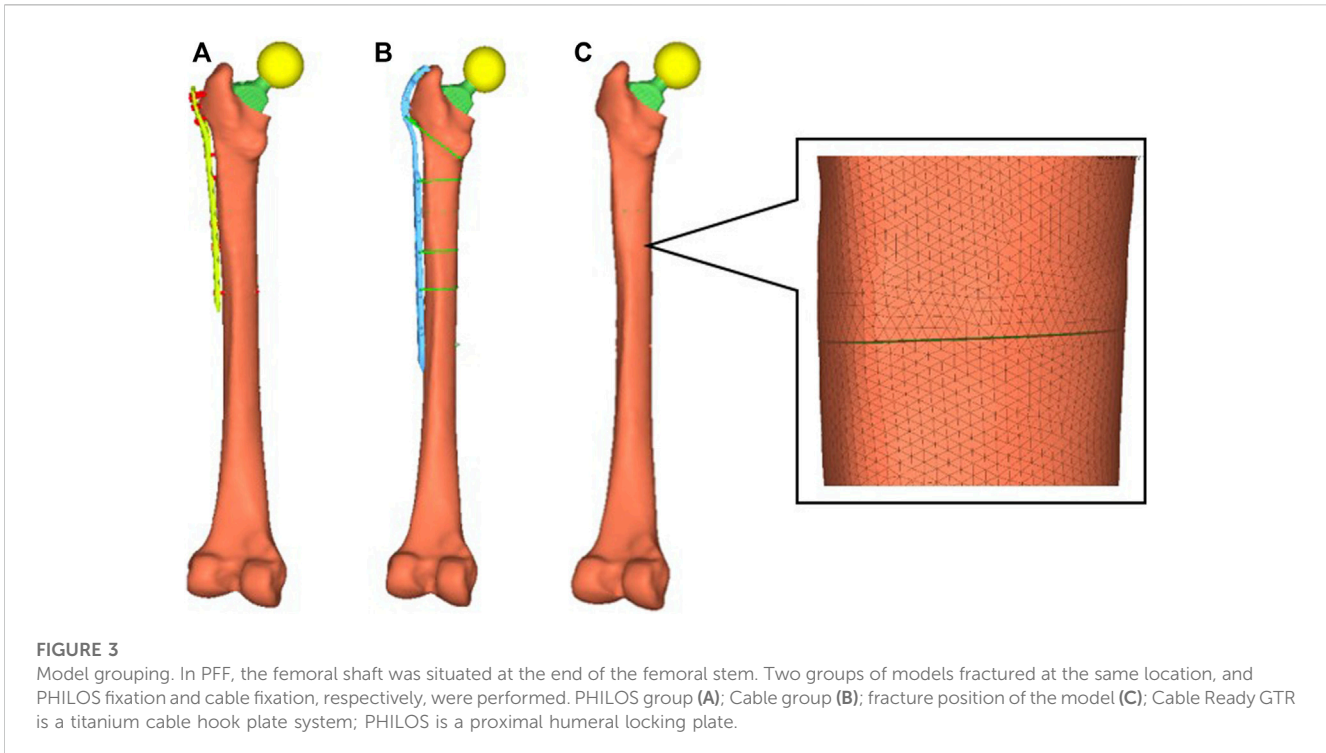 A
B
C
FIGURE 3
Model grouping. In PFF, the femoral shaft was situated at the end of the femoral stem. Two groups of models fractured at the same location, and
PHILOS fixation and cable fixation, respectively, were performed. PHILOS group (A); Cable group (B); fracture position of the model (C); Cable Ready GTR
is a titanium cable hook plate system; PHILOS is a proximal humeral locking plate.